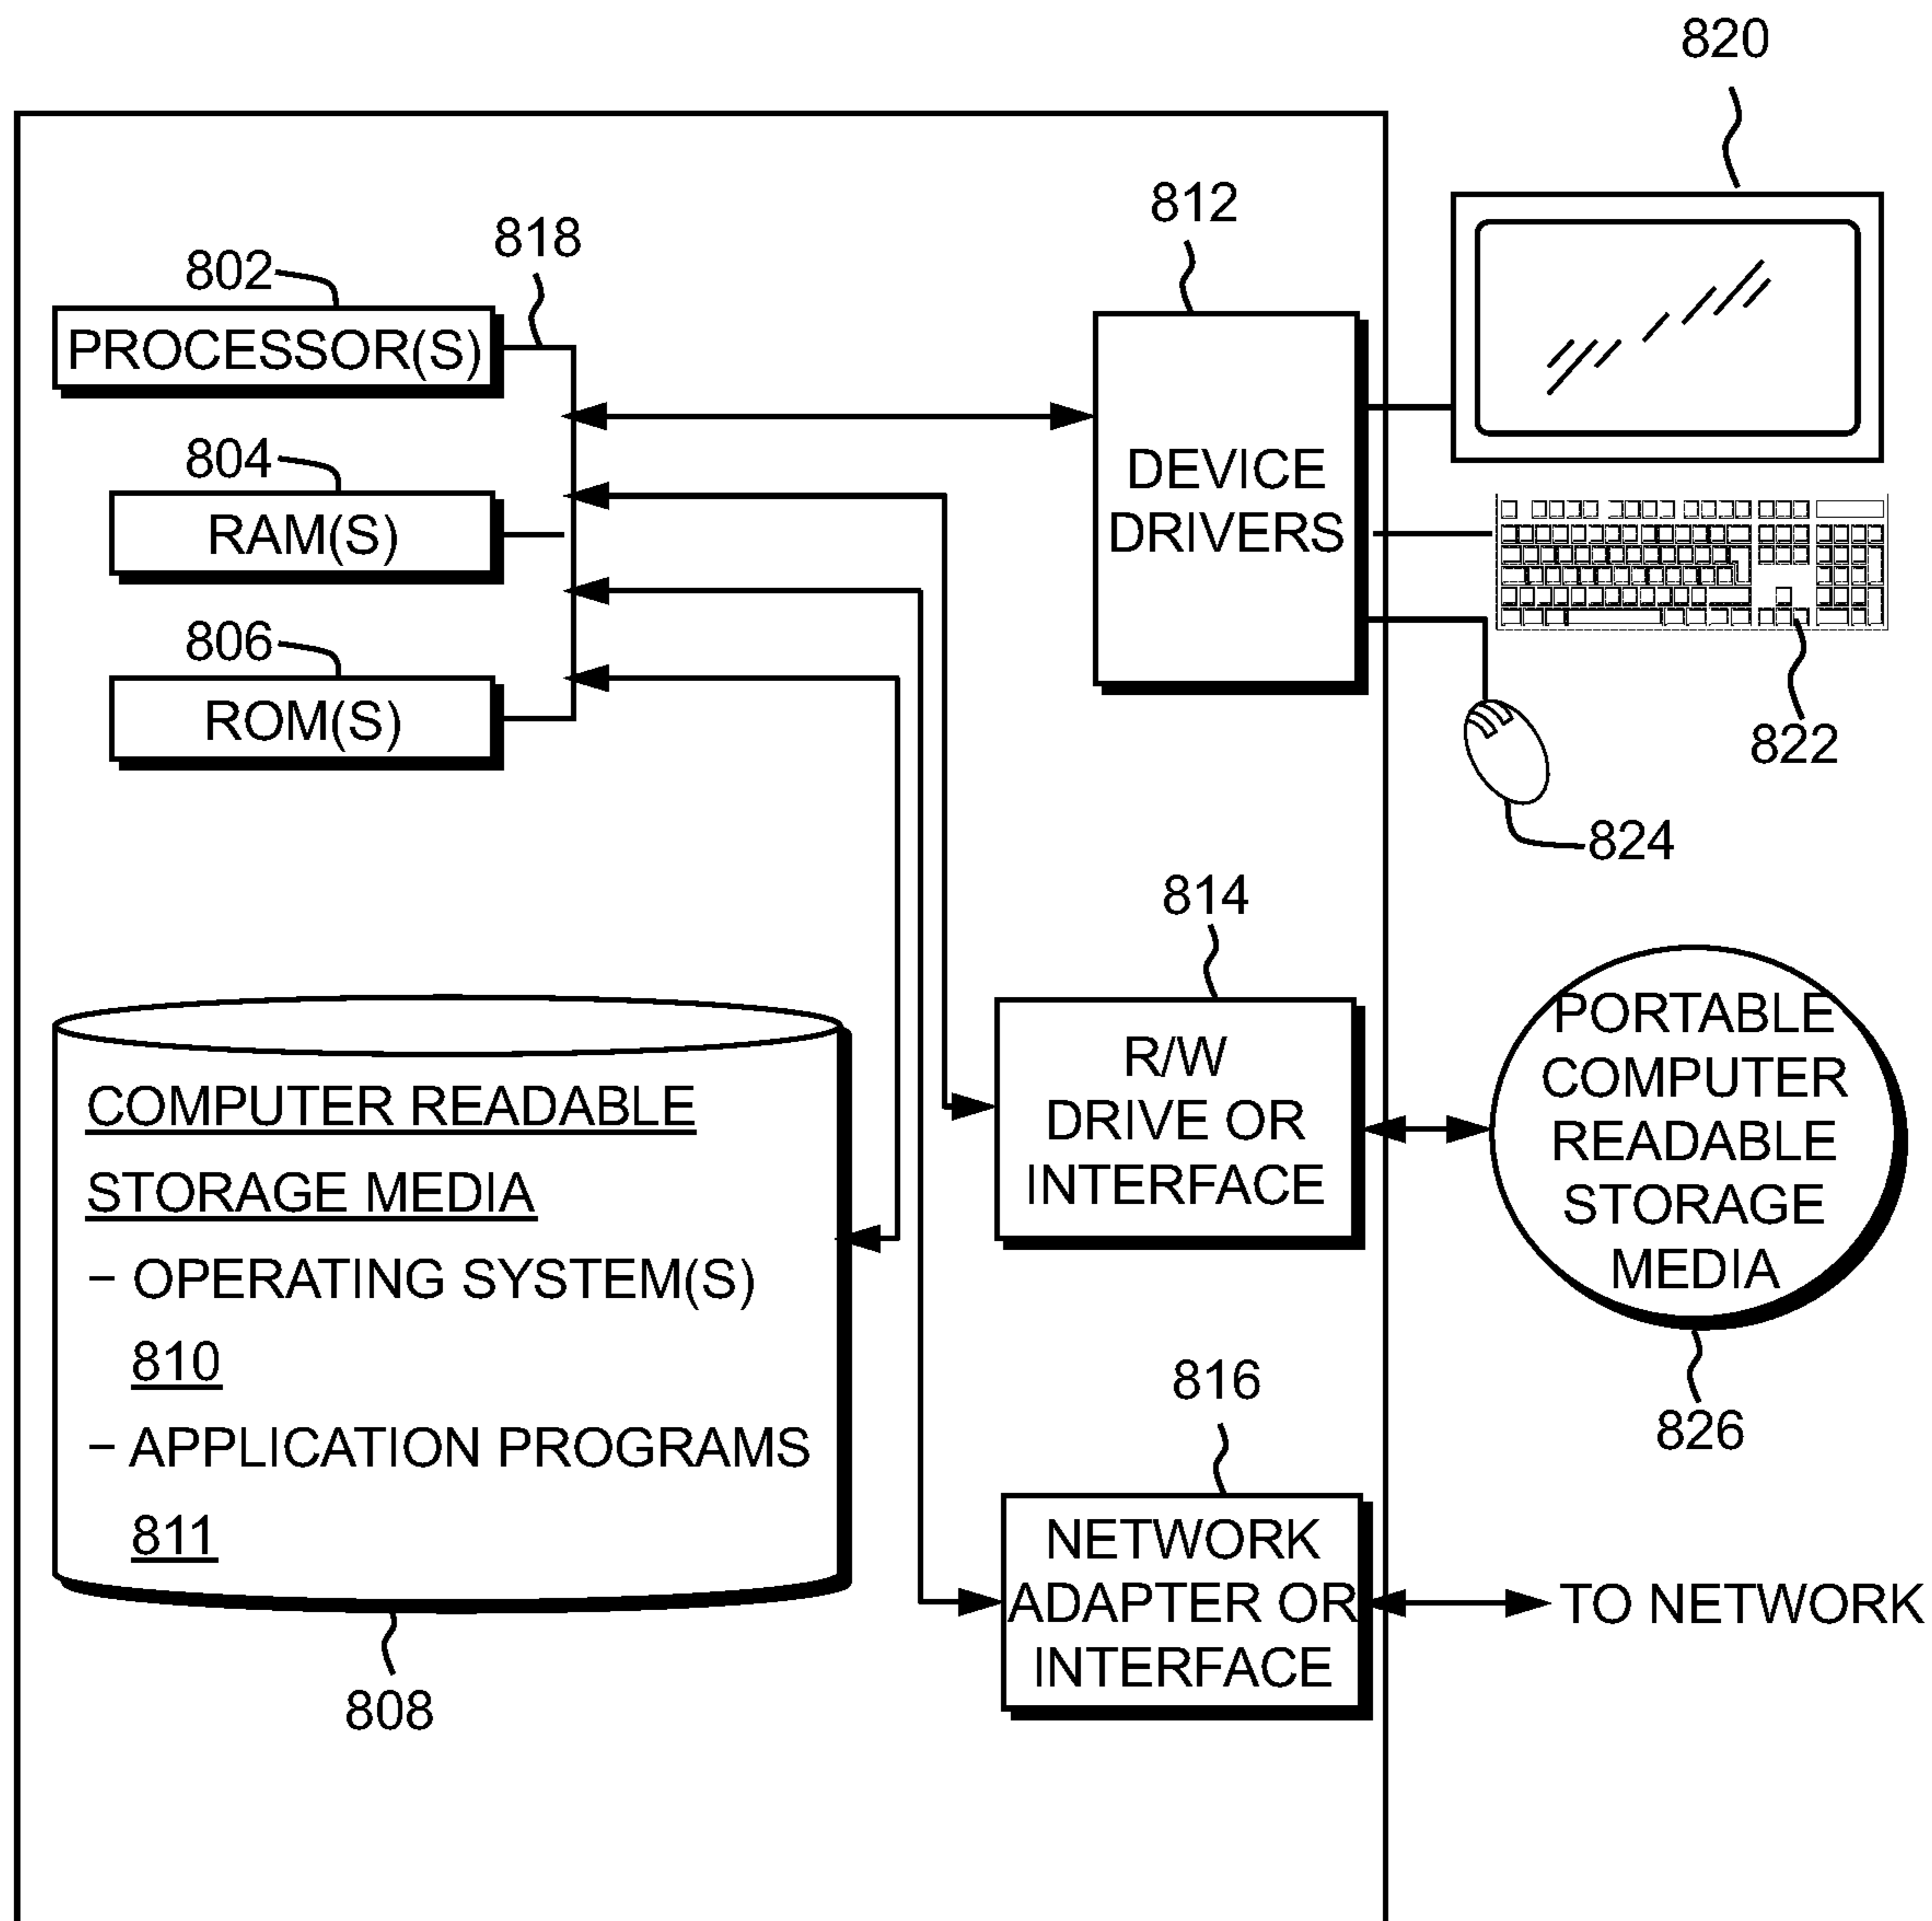 820
812
818
802
PROCESSOR(S)
804
RAM(S)
DEVICE
DRIVERS
806
ROM(S)
822
824
814
R/W
DRIVE OR
INTERFACE
PORTABLE
COMPUTER
READABLE
STORAGE
MEDIA
826
COMPUTER READABLE
STORAGE MEDIA
– OPERATING SYSTEM(S)
810
– APPLICATION PROGRAMS
811
808
816
NETWORK
ADAPTER OR
INTERFACE
TO NETWORK